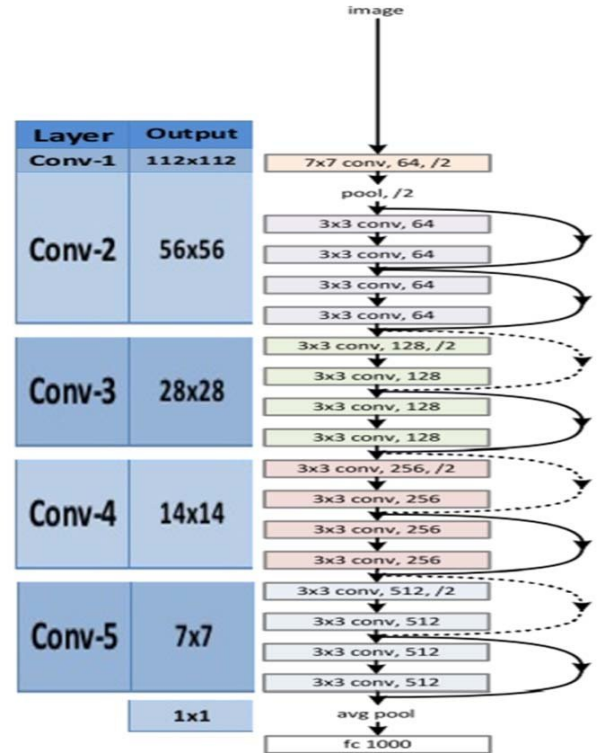 image
Layer Output
Conv-1 112x112
7x7 conv, 64, /2
pool, /2
Conv-2 56x56
3x3 conv, 64
3x3 conv, 64
3x3 conv, 64
3x3 conv, 64
Conv-3 28x28
3x3 conv, 128, /2
3x3 conv, 128
3x3 conv, 128
3x3 conv, 128
Conv-4 14x14
3x3 conv, 256, /2
3x3 conv, 256
3x3 conv, 256
3x3 conv, 256
Conv-5 7x7
3x3 conv, 512, /2
3x3 conv, 512
3x3 conv, 512
3x3 conv, 512
1x1
avg pool
fc 1000